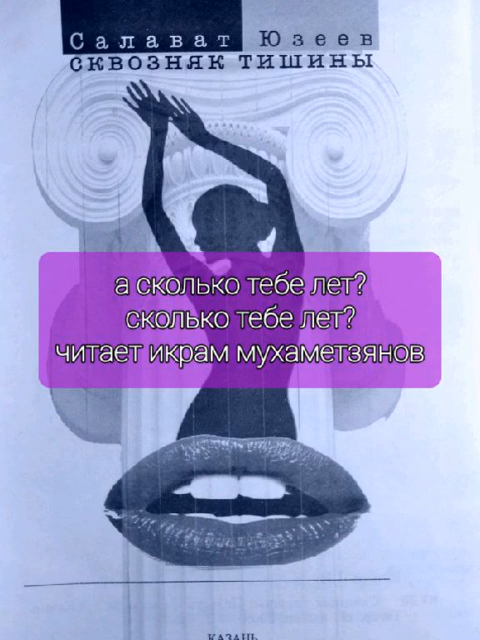 Салават Юзеев
сквозняк тишины
а сколько тебе лет?
сколько тебе лет?
читает икрам мухаметзянов
КАЗАНЬ